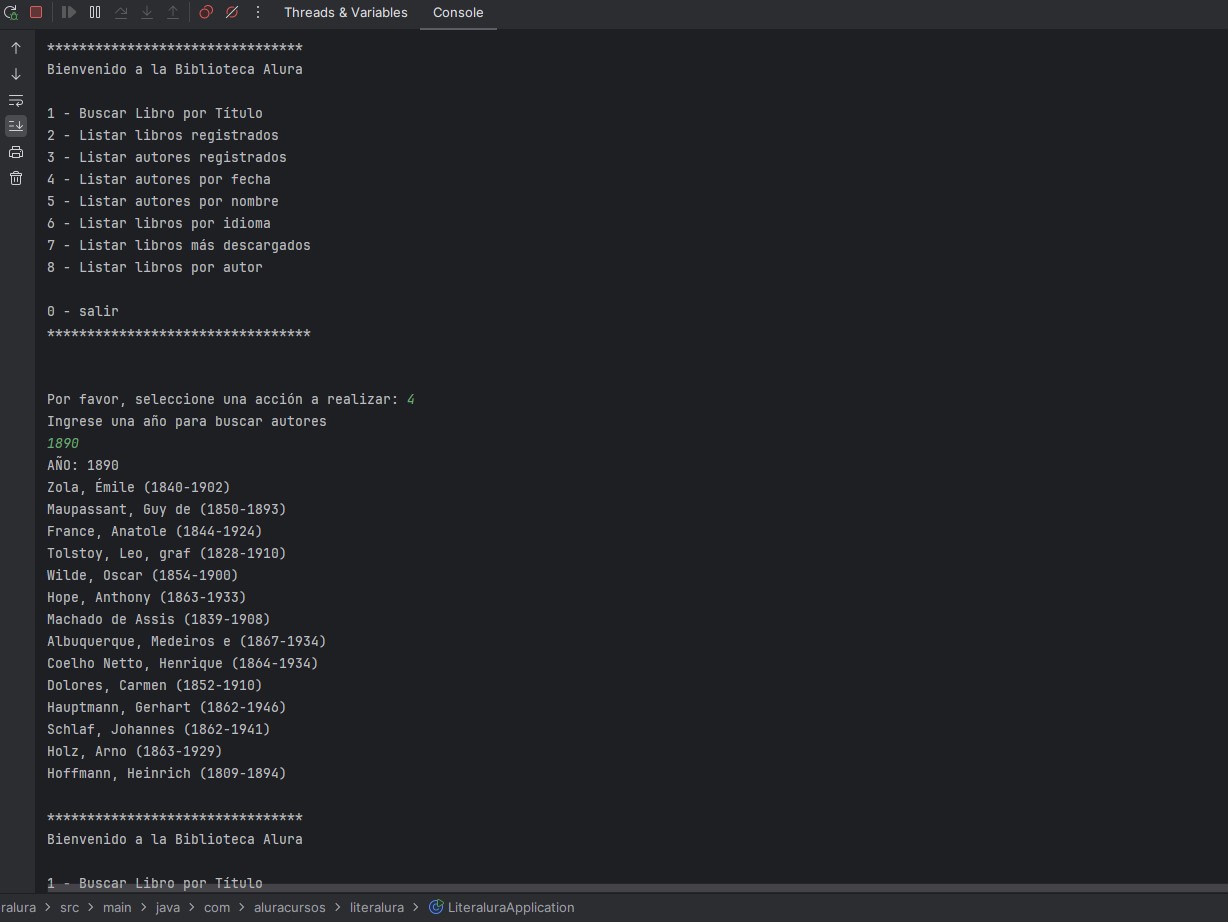 Threads & Variables Console
********************************
Bienvenido a la Biblioteca Alura
1 - Buscar Libro por Título
2 - Listar libros registrados
3 - Listar autores registrados
4 - Listar autores por fecha
5 - Listar autores por nombre
6 - Listar libros por idioma
7 - Listar libros más descargados
8 - Listar libros por autor
0 - salir
*********************************
Por favor, seleccione una acción a realizar: 4
Ingrese una año para buscar autores
1890
AÑO: 1890
Zola, Émile (1840-1902)
Maupassant, Guy de (1850-1893)
France, Anatole (1844-1924)
Tolstoy, Leo, graf (1828-1910)
Wilde, Oscar (1854-1900)
Hope, Anthony (1863-1933)
Machado de Assis (1839-1908)
Albuquerque, Medeiros e (1867-1934)
Coelho Netto, Henrique (1864-1934)
Dolores, Carmen (1852-1910)
Hauptmann, Gerhart (1862-1946)
Schlaf, Johannes (1862-1941)
Holz, Arno (1863-1929)
Hoffmann, Heinrich (1809-1894)
********************************
Bienvenido a la Biblioteca Alura
1 - Buscar Libro por Título
ralura > src > main > java > com > aluracursos > literalura > LiteraluraApplication